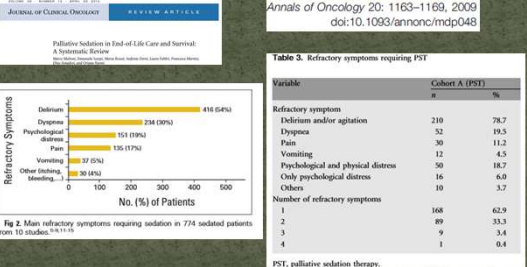 JOURNAL OF CLINICAL ONCOLOGY
REVIEW ARTICLE
Palliative Sedation in End-of-Life Care and Survival:
A Systematic Review
Annals of Oncology 20: 1163–1169, 2009
doi:10.1093/annonc/mdp048
Refractory Symptoms
Delirium 416 (54%)
Dyspnea 234 (30%)
Psychological distress 151 (19%)
Pain 135 (17%)
Vomiting 37 (5%)
Other (itching, bleeding,...) 30 (4%)
0 100 200 300 400 500
No. (%) of Patients
Fig 2. Main refractory symptoms requiring sedation in 774 sedated patients
rom 10 studies.
Table 3. Refractory symptoms requiring PST
Variable Cohort A (PST)
n %
Refractory symptom
Delirium and/or agitation 210 78.7
Dyspnea 52 19.5
Pain 30 11.2
Vomiting 12 4.5
Psychological and physical distress 50 18.7
Only psychological distress 16 6.0
Others 10 3.7
Number of refractory symptoms
1 168 62.9
2 89 33.3
3 9 3.4
4 1 0.4
PST, palliative sedation therapy.